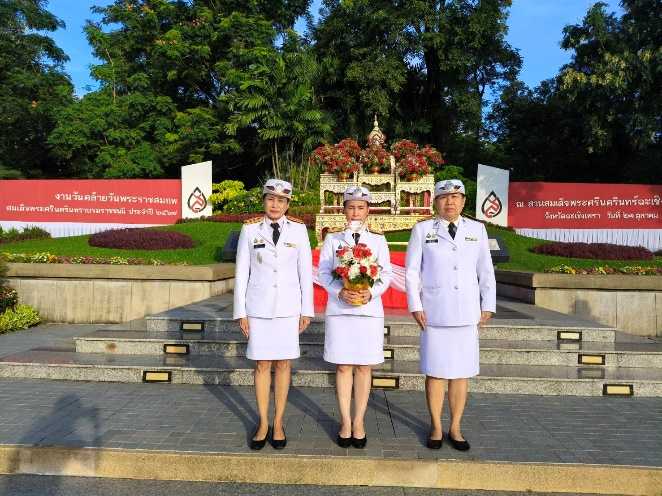 งานวันคล้ายวันพระราชสมภพ
สมเด็จพระศรีนครินทราบรมราชชนนี ประจำปี ๒๕๖๗
ณ สวนสมเด็จพระศรีนครินทร์ฉะเชิงเทรา
จังหวัดฉะเชิงเทรา วันที่ ๒๑ ตุลาคม